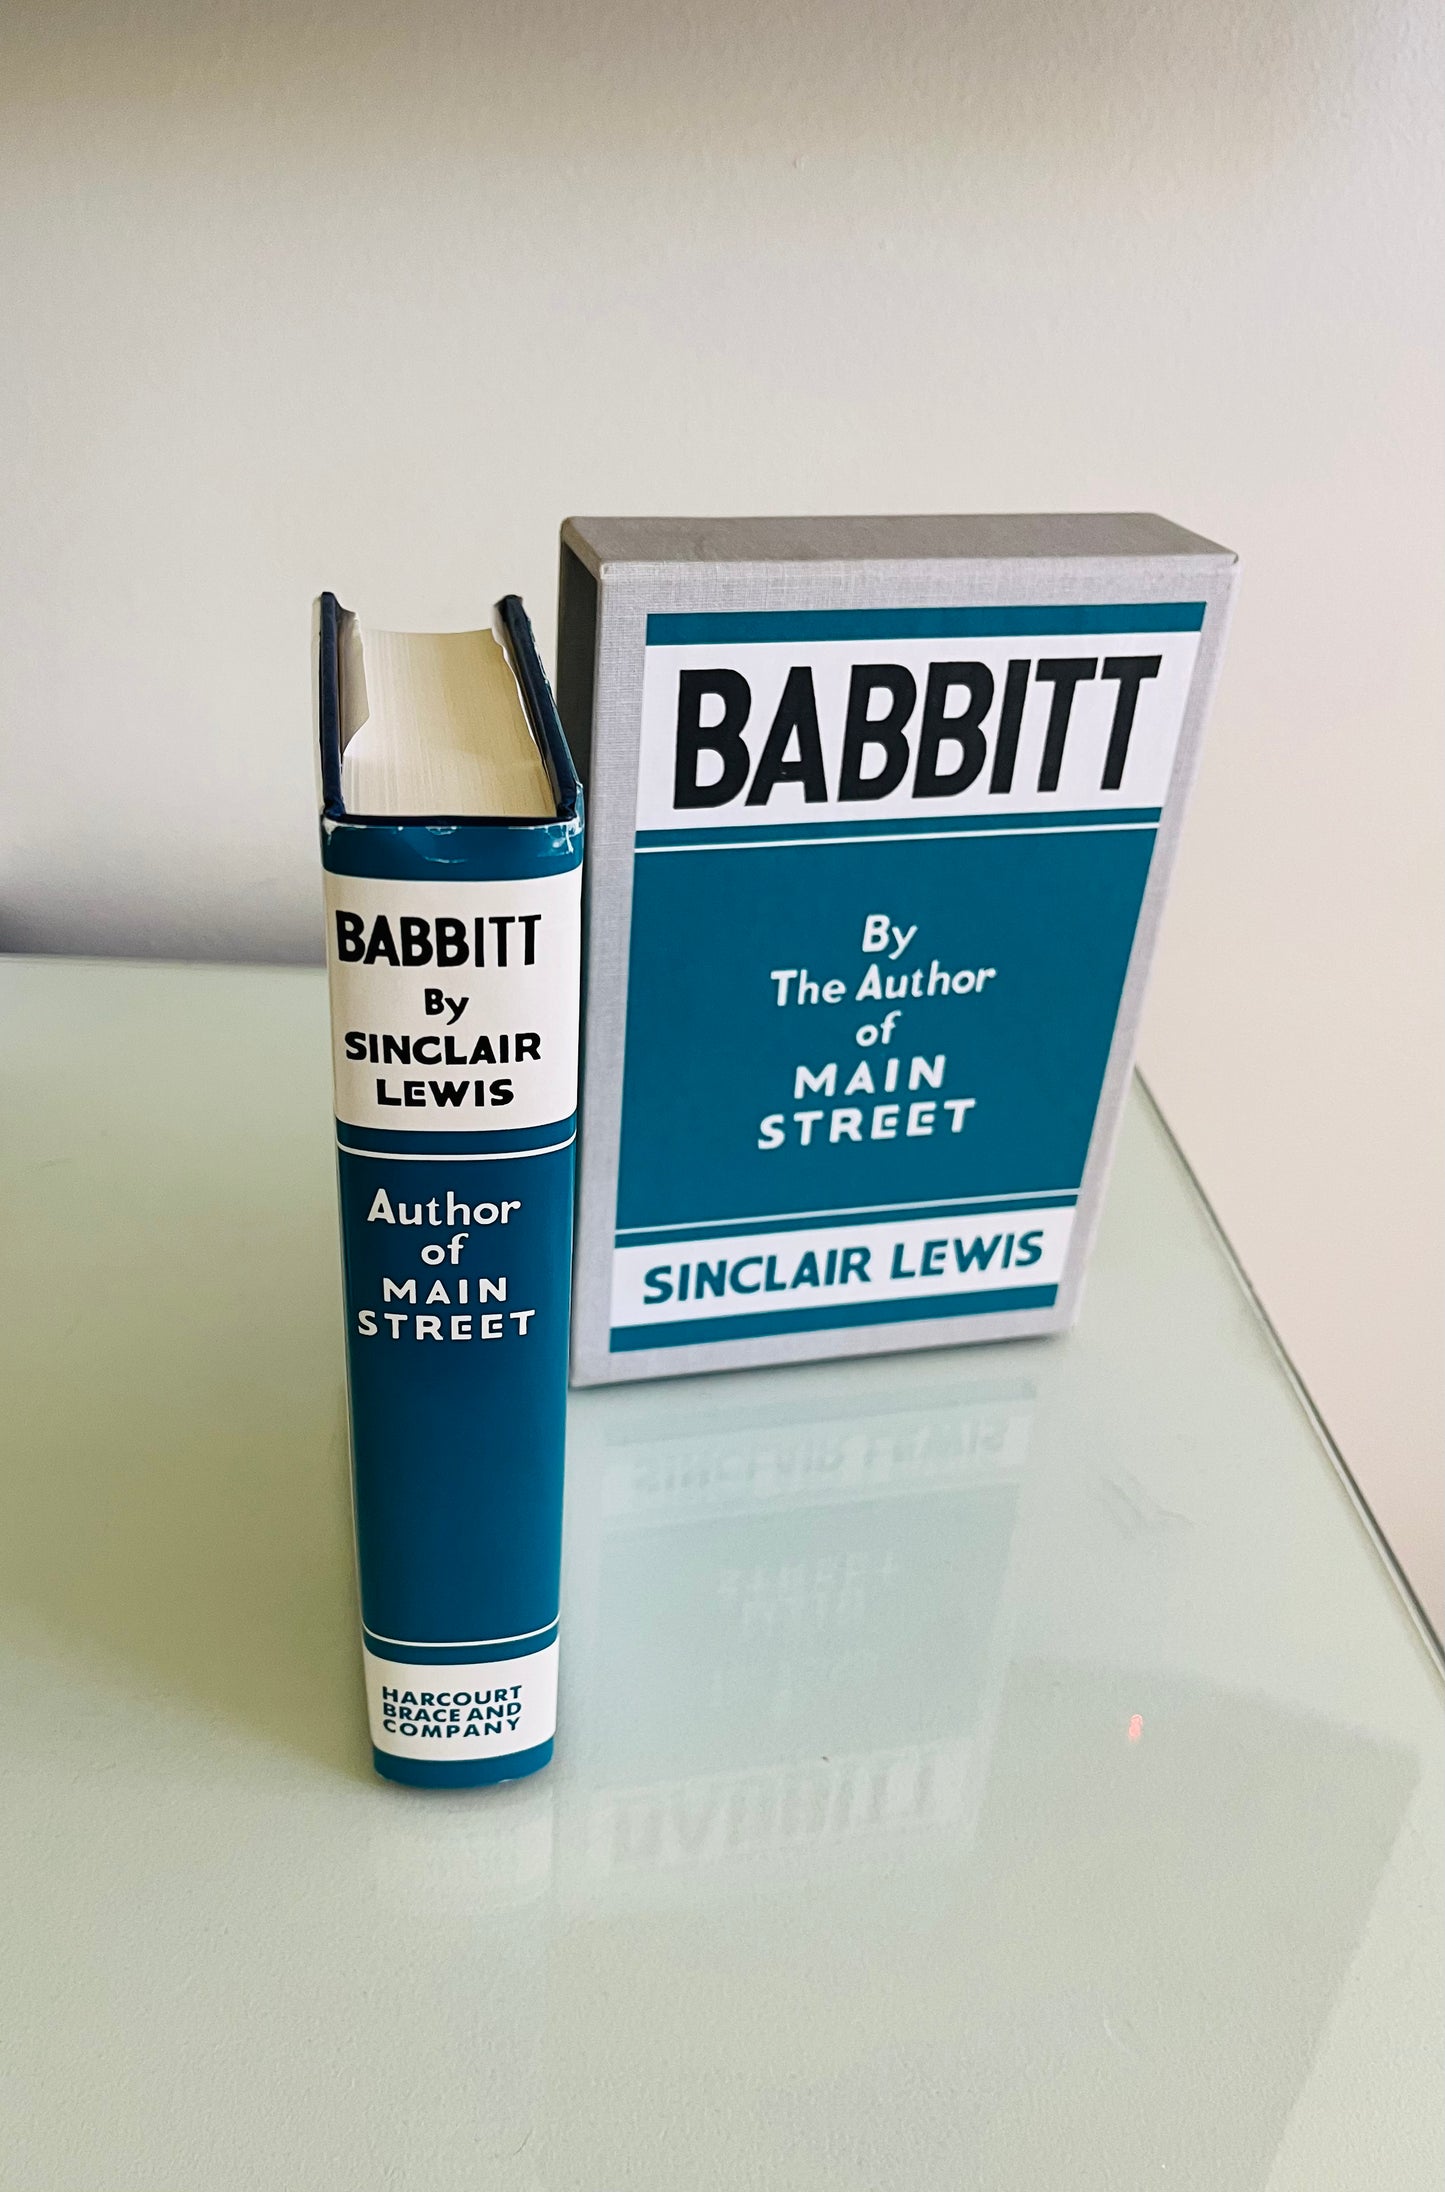 BABBITT
By
SINCLAIR
LEWIS
Author
of
MAIN
STREET
HARCOURT
BRACE AND
COMPANY
BABBITT
By
The Author
of
MAIN
STREET
SINCLAIR LEWIS